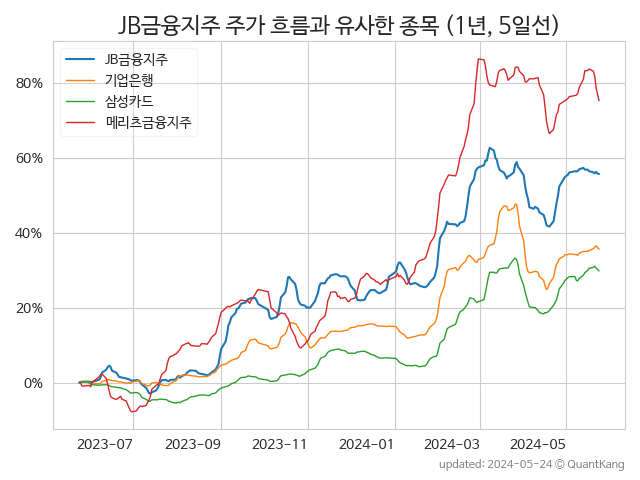 JB금융지주 주가 흐름과 유사한 종목 (1년, 5일선)
JB금융지주
기업은행
삼성카드
메리츠금융지주
80%
60%
40%
20%
0%
2023-07 2023-09 2023-11 2024-01 2024-03 2024-05
updated: 2024-05-24 © QuantKang